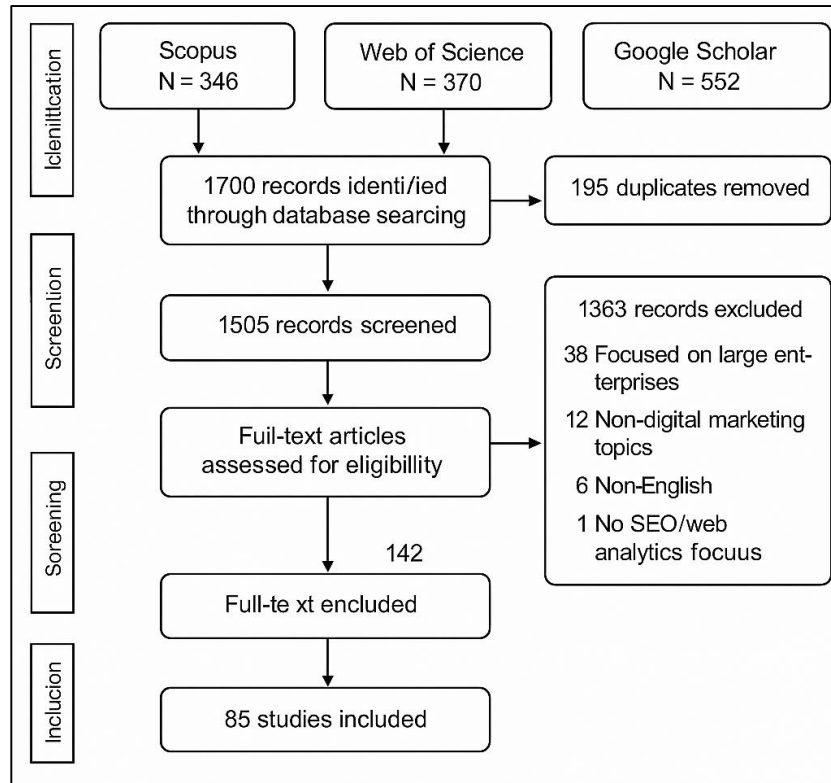 Iclenilttcation
Scopus
N = 346
Web of Science
N = 370
Google Scholar
N = 552
1700 records identi/ied
through database searcing
195 duplicates removed
Screention
1505 records screened
1363 records excluded
38 Focused on large ent-
terprises
12 Non-digital marketing
topics
6 Non-English
1 No SEO/web
analytics focuus
Fuil-text articles
assessed for eligibillity
Soreening
142
Full-te xt encluded
Inclucion
85 studies included